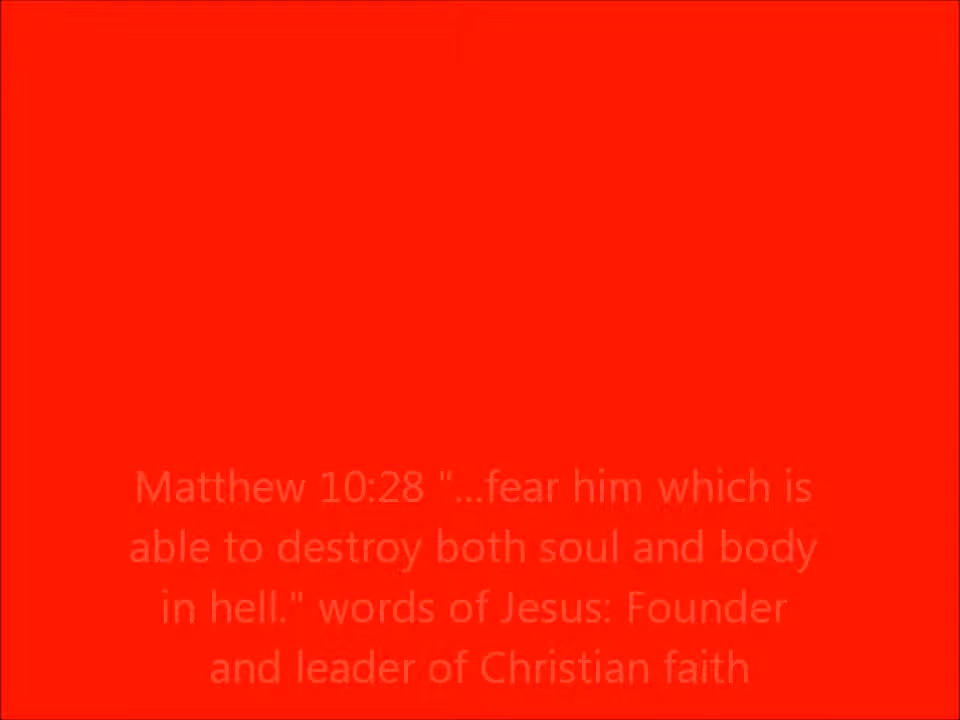 Matthew 10:28 "...fear him which is
able to destroy both soul and body
in hell." words of Jesus: Founder
and leader of Christian faith